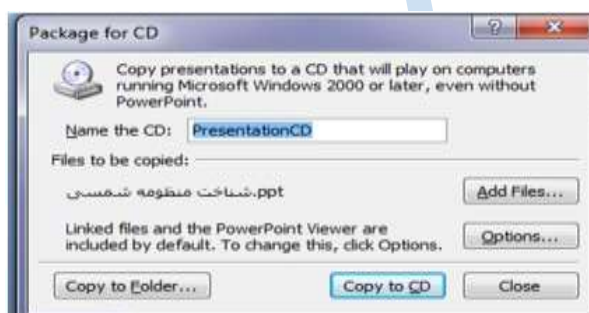 Package for CD
Copy presentations to a CD that will play on computers
running Microsoft Windows 2000 or later, even without
PowerPoint.
Name the CD: PresentationCD
Files to be copied:
شناخت منظومه شمسی.ppt
Add Files...
Linked files and the PowerPoint Viewer are
included by default. To change this, click Options.
Options...
Copy to Folder... Copy to CD Close